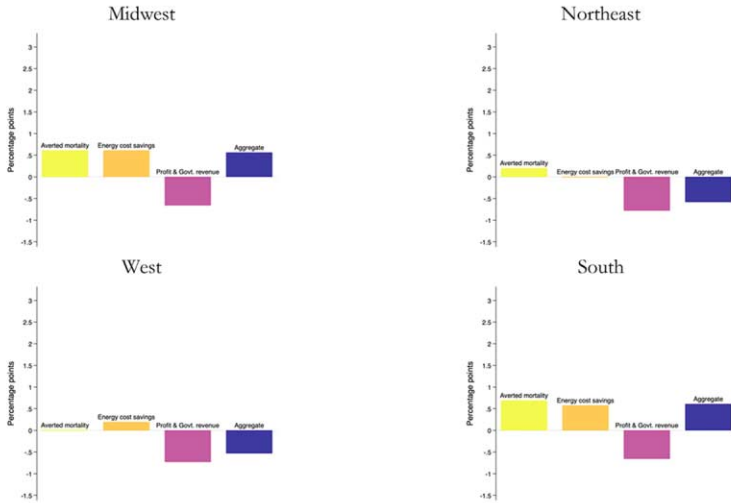 Midwest
Percentage points
3
2.5
2
1.5
1
.5
0
-.5
-1
-1.5
Averted mortality
Energy cost savings
Profit & Govt. revenue
Aggregate
Northeast
Percentage points
3
2.5
2
1.5
1
.5
0
-.5
-1
-1.5
Averted mortality
Energy cost savings
Profit & Govt. revenue
Aggregate
West
Percentage points
3
2.5
2
1.5
1
.5
0
-.5
-1
-1.5
Averted mortality
Energy cost savings
Profit & Govt. revenue
Aggregate
South
Percentage points
3
2.5
2
1.5
1
.5
0
-.5
-1
-1.5
Averted mortality
Energy cost savings
Profit & Govt. revenue
Aggregate